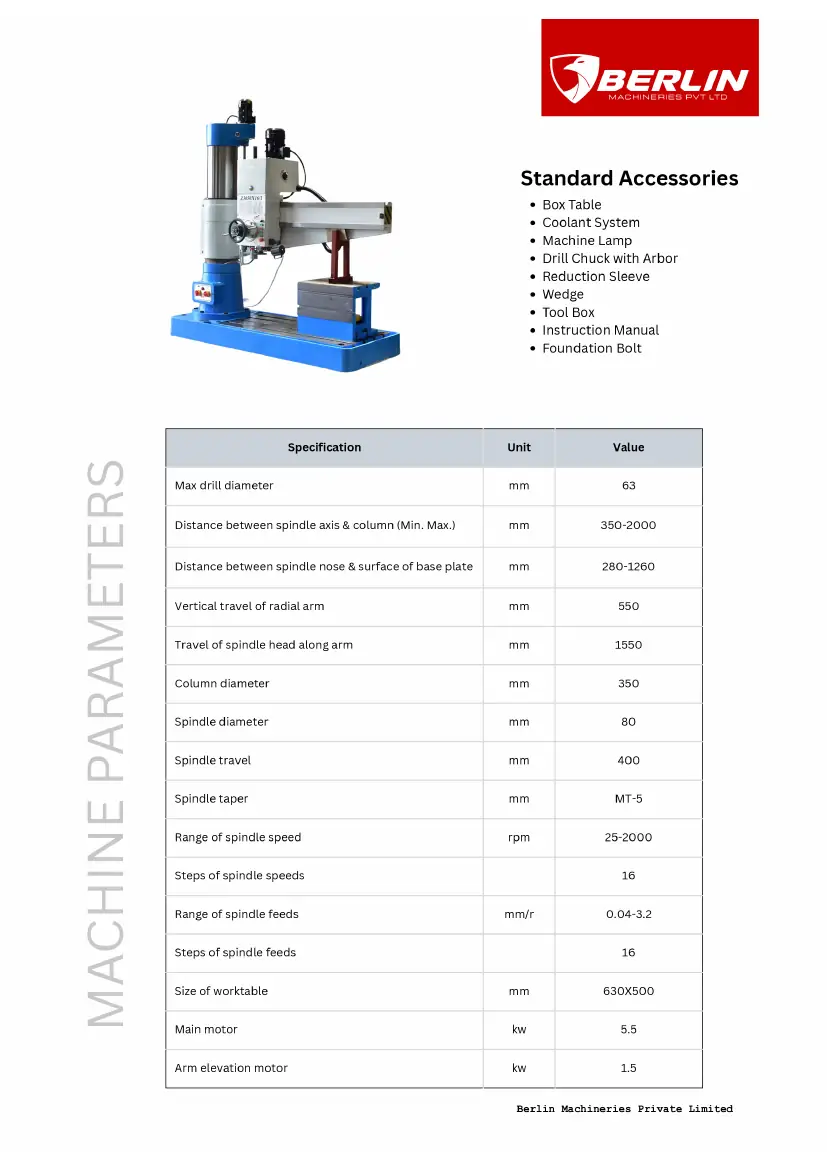 BERLIN
MACHINERIES PVT LTD
Standard Accessories
• Box Table
• Coolant System
• Machine Lamp
• Drill Chuck with Arbor
• Reduction Sleeve
• Wedge
• Tool Box
• Instruction Manual
• Foundation Bolt
MACHINE PARAMETERS
Specification Unit Value
Max drill diameter mm 63
Distance between spindle axis & column (Min. Max.) mm 350-2000
Distance between spindle nose & surface of base plate mm 280-1260
Vertical travel of radial arm mm 550
Travel of spindle head along arm mm 1550
Column diameter mm 350
Spindle diameter mm 80
Spindle travel mm 400
Spindle taper mm MT-5
Range of spindle speed rpm 25-2000
Steps of spindle speeds 16
Range of spindle feeds mm/r 0.04-3.2
Steps of spindle feeds 16
Size of worktable mm 630X500
Main motor kw 5.5
Arm elevation motor kw 1.5
Berlin Machineries Private Limited